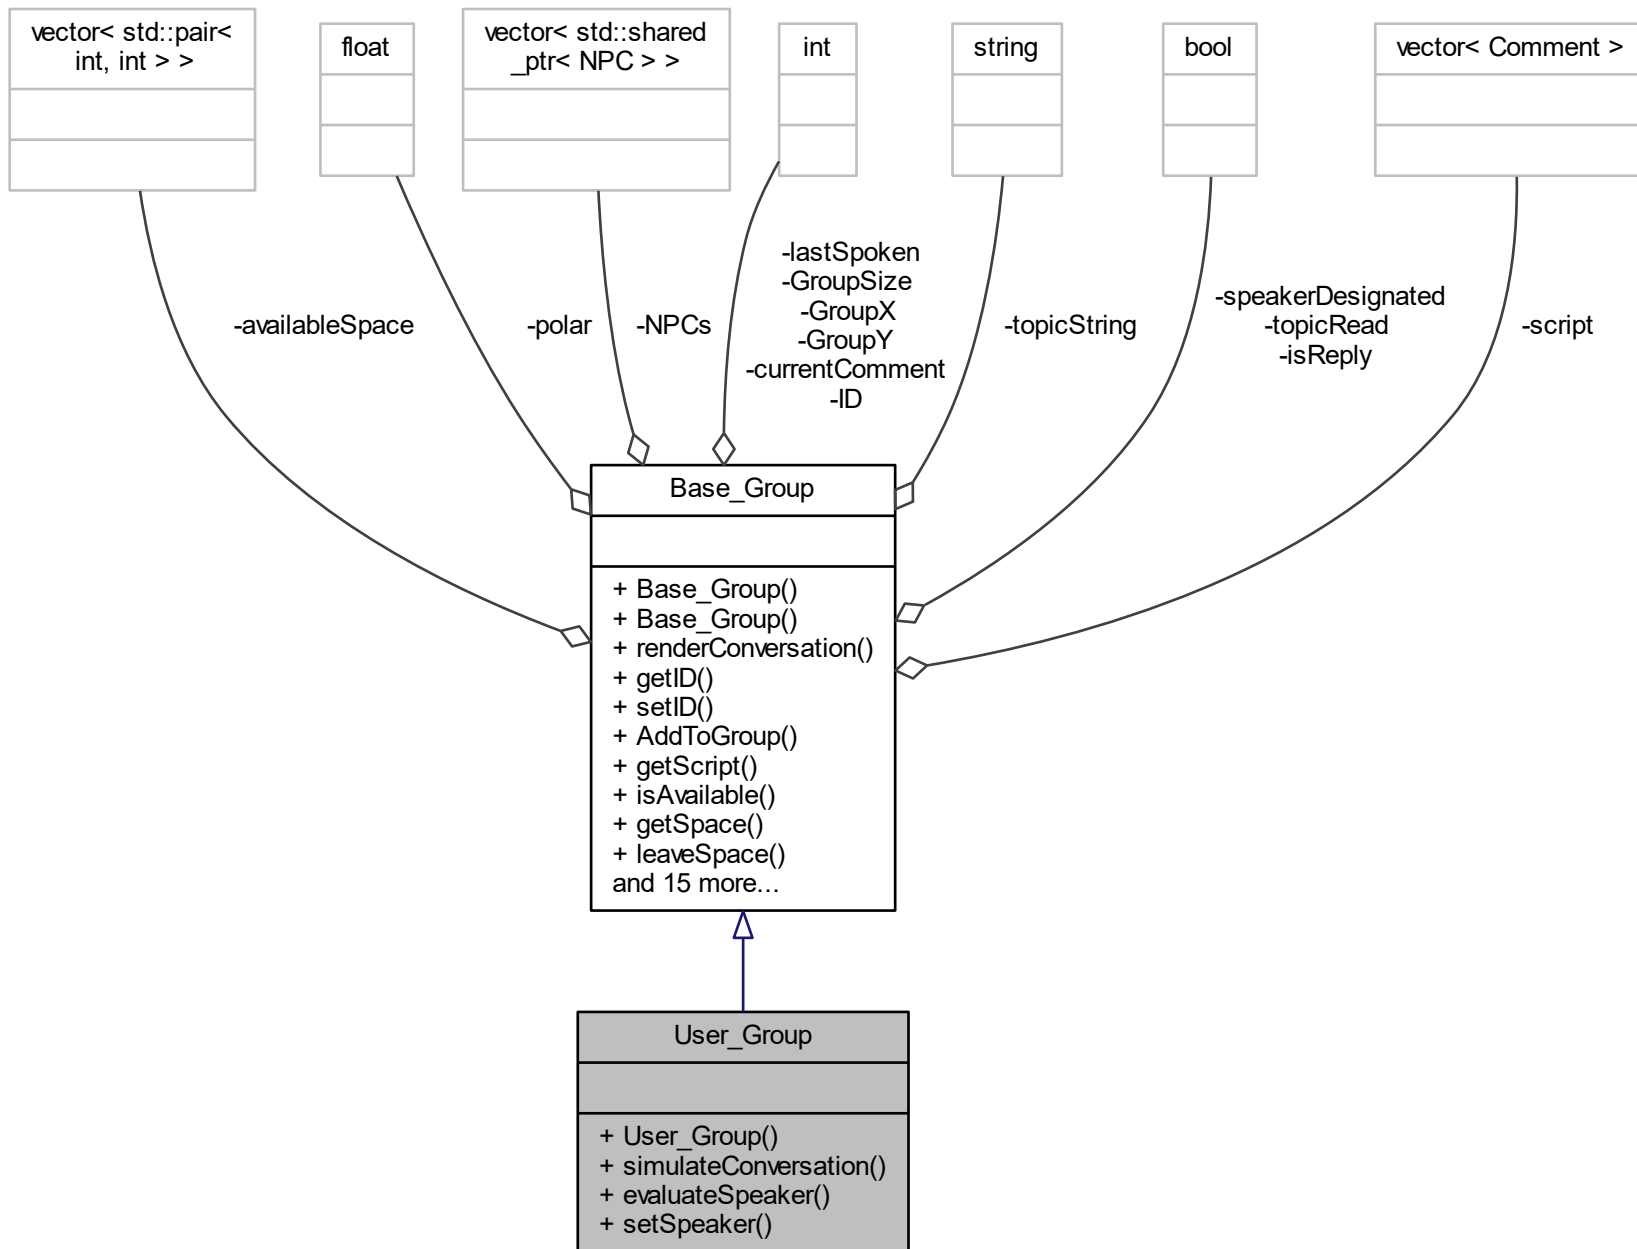 vector< std::pair<
int, int > >
float
vector< std::shared
_ptr< NPC > >
int
string
bool
vector< Comment >
-availableSpace
-polar
-NPCs
-lastSpoken
-GroupSize
-GroupX
-GroupY
-currentComment
-ID
-topicString
-speakerDesignated
-topicRead
-isReply
-script
Base_Group
+ Base_Group()
+ Base_Group()
+ renderConversation()
+ getID()
+ setID()
+ AddToGroup()
+ getScript()
+ isAvailable()
+ getSpace()
+ leaveSpace()
and 15 more...
User_Group
+ User_Group()
+ simulateConversation()
+ evaluateSpeaker()
+ setSpeaker()